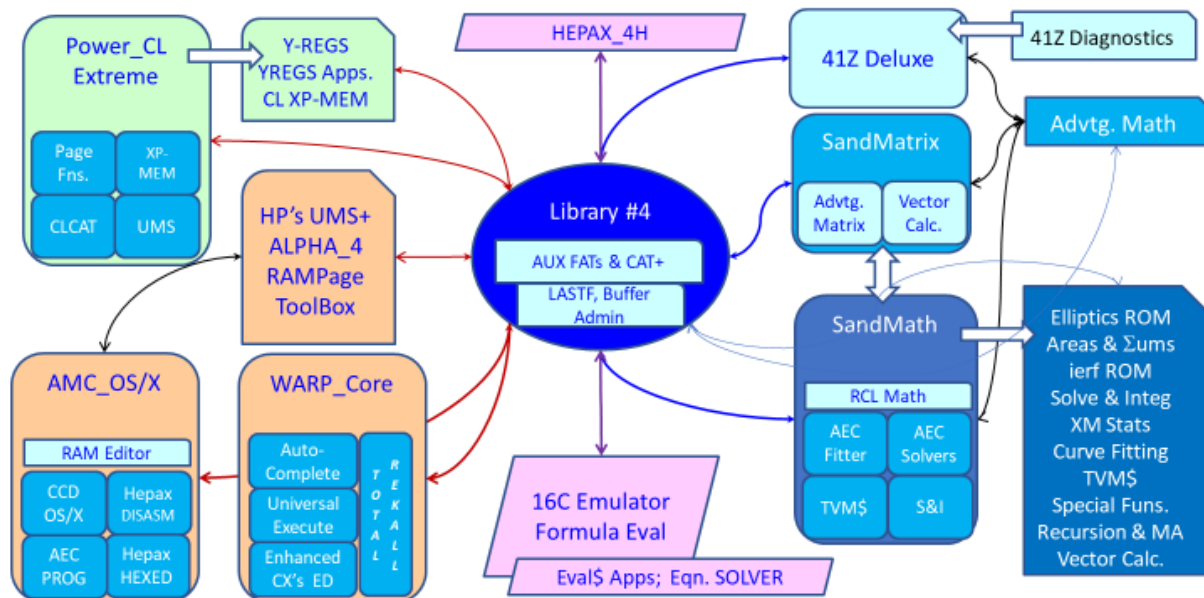 Power_CL
Extreme
Page
Fns.
XP-
MEM
CLCAT
UMS
Y-REGS
YREGS Apps.
CL XP-MEM
HEPAX_4H
41Z Deluxe
41Z Diagnostics
Advtg. Math
SandMatrix
Advtg.
Matrix
Vector
Calc.
HP's UMS+
ALPHA_4
RAMPage
ToolBox
Library #4
AUX FATs & CAT+
LASTF, Buffer
Admin
SandMath
RCL Math
AEC
Fitter
AEC
Solvers
TVM$
S&I
Elliptics ROM
Areas & Σums
ierf ROM
Solve & Integ
XM Stats
Curve Fitting
TVM$
Special Funs.
Recursion & MA
Vector Calc.
AMC_OS/X
RAM Editor
CCD
OS/X
Hepax
DISASM
AEC
PROG
Hepax
HEXED
WARP_Core
Auto-
Complete
Universal
Execute
Enhanced
CX's ED
TOTAL
REKALL
16C Emulator
Formula Eval
Eval$ Apps; Eqn. SOLVER